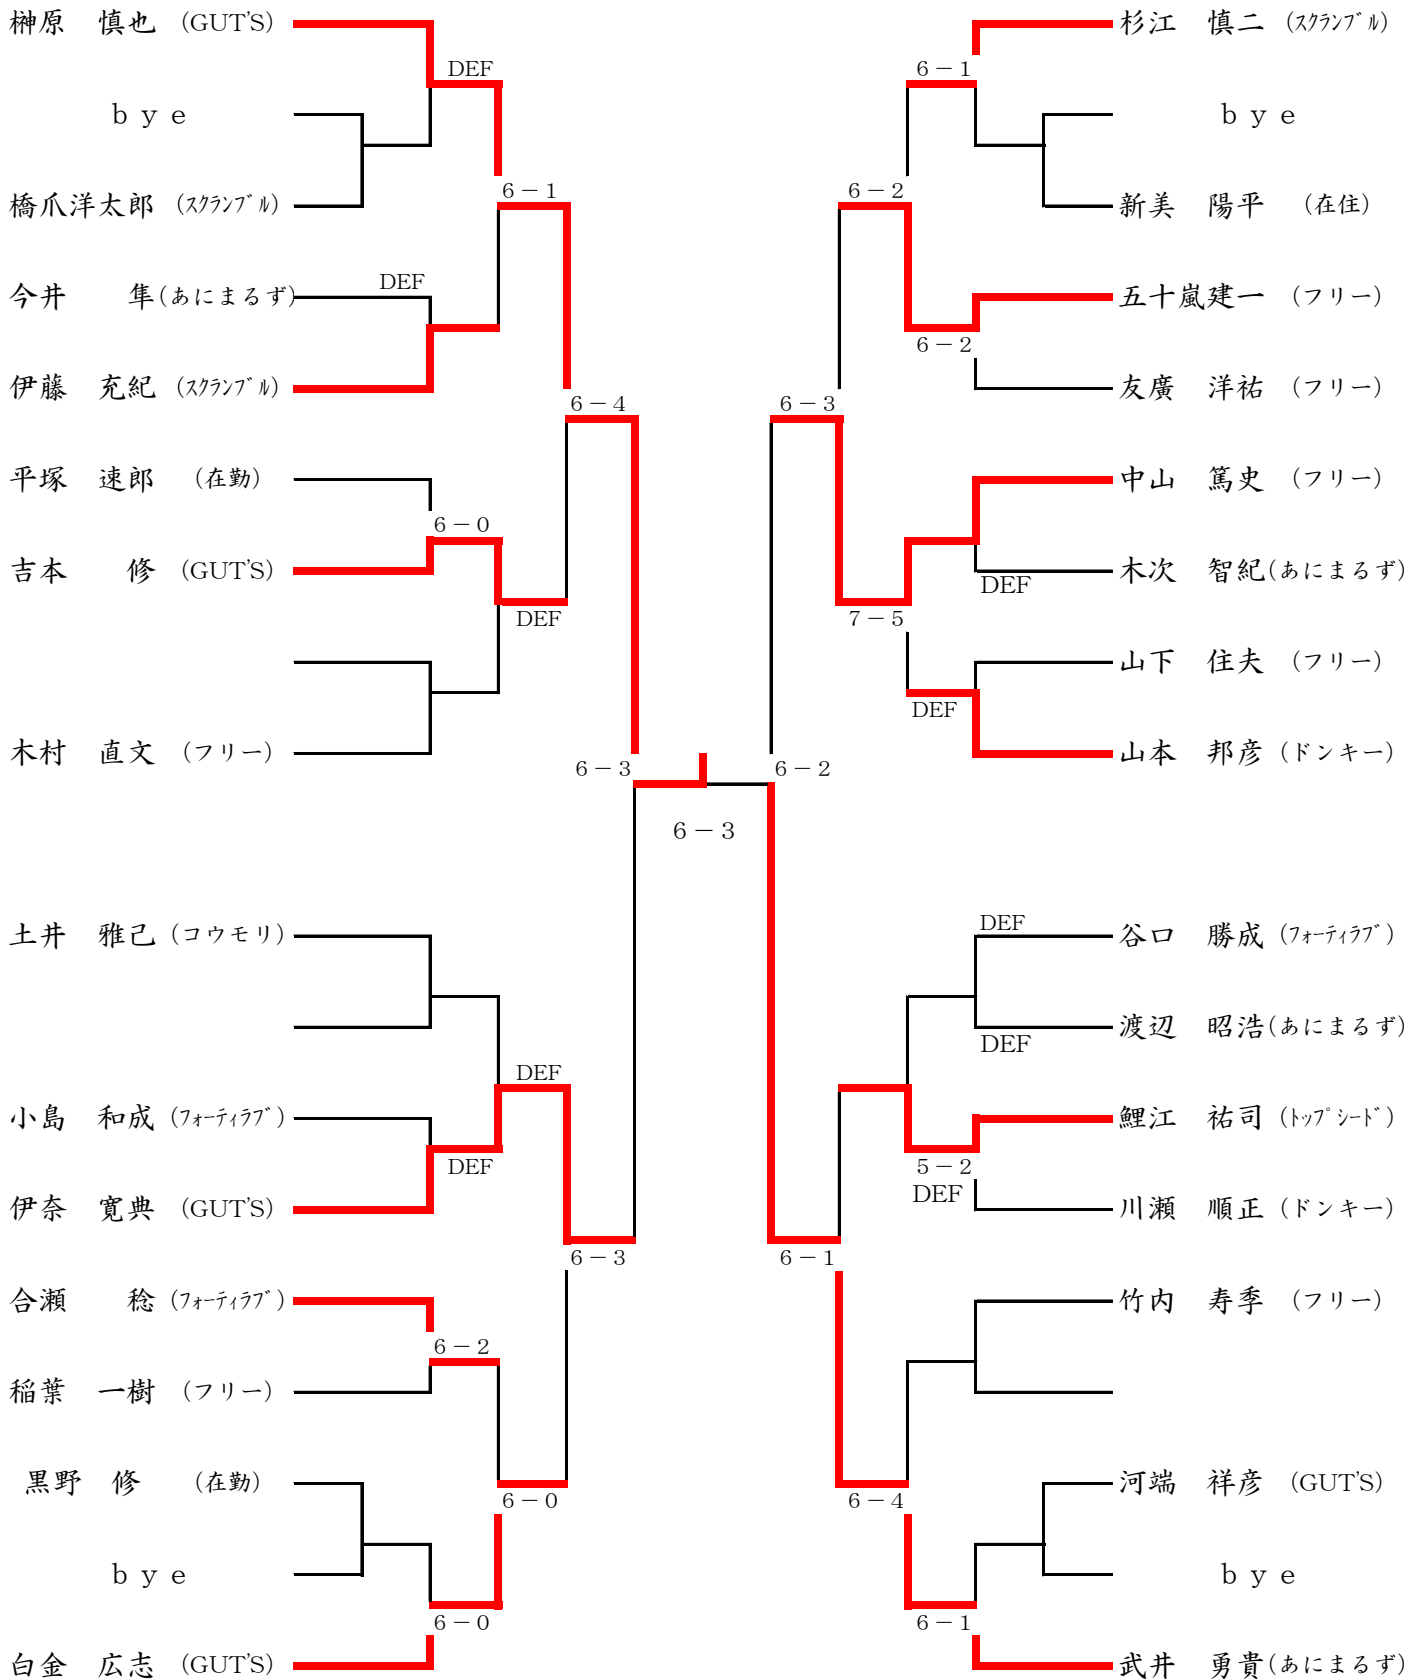 榊原　慎也 (GUT'S)
DEF
ｂｙｅ
橋爪洋太郎 (ｽｸﾗﾝﾌﾞﾙ)
６－１
今井　　隼(あにまるず)
DEF
伊藤　充紀 (ｽｸﾗﾝﾌﾞﾙ)
６－４
平塚　速郎 (在勤)
６－０
吉本　　修 (GUT'S)
DEF
木村　直文 (フリー)
６－３
土井　雅己 (コウモリ)
DEF
小島　和成 (ﾌｫｰﾃｨﾗﾌﾞ)
DEF
伊奈　寛典 (GUT'S)
６－３
合瀬　　稔 (ﾌｫｰﾃｨﾗﾌﾞ)
６－２
稲葉　一樹 (フリー)
黒野　修 (在勤)
６－０
ｂｙｅ
６－０
白金　広志 (GUT'S)
６－３
杉江　慎二 (ｽｸﾗﾝﾌﾞﾙ)
６－１
ｂｙｅ
６－２
新美　陽平 (在住)
五十嵐建一 (フリー)
６－２
友廣　洋祐 (フリー)
６－３
中山　篤史 (フリー)
木次　智紀(あにまるず)
DEF
７－５
山下　住夫 (フリー)
DEF
山本　邦彦 (ドンキー)
６－２
DEF
谷口　勝成 (ﾌｫｰﾃｨﾗﾌﾞ)
渡辺　昭浩(あにまるず)
DEF
鯉江　祐司 (ﾄｯﾌﾟｼｰﾄﾞ)
５－２
DEF
川瀬　順正 (ドンキー)
６－１
竹内　寿季 (フリー)
河端　祥彦 (GUT'S)
６－４
ｂｙｅ
６－１
武井　勇貴(あにまるず)